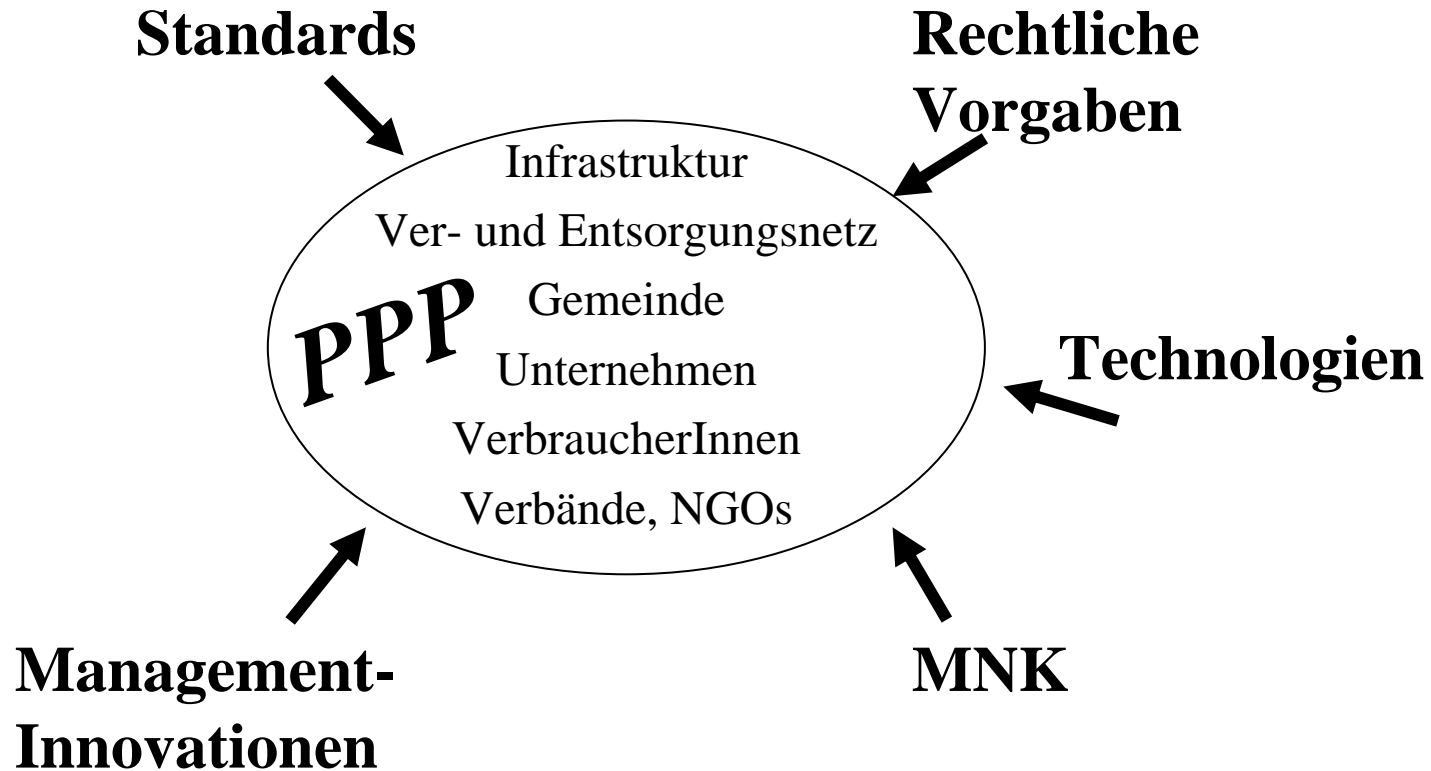 Standards
Rechtliche
Vorgaben
Infrastruktur
Ver- und Entsorgungsnetz
PPP
Gemeinde
Unternehmen
Technologien
VerbraucherInnen
Verbände, NGOs
Management-
Innovationen
MNK